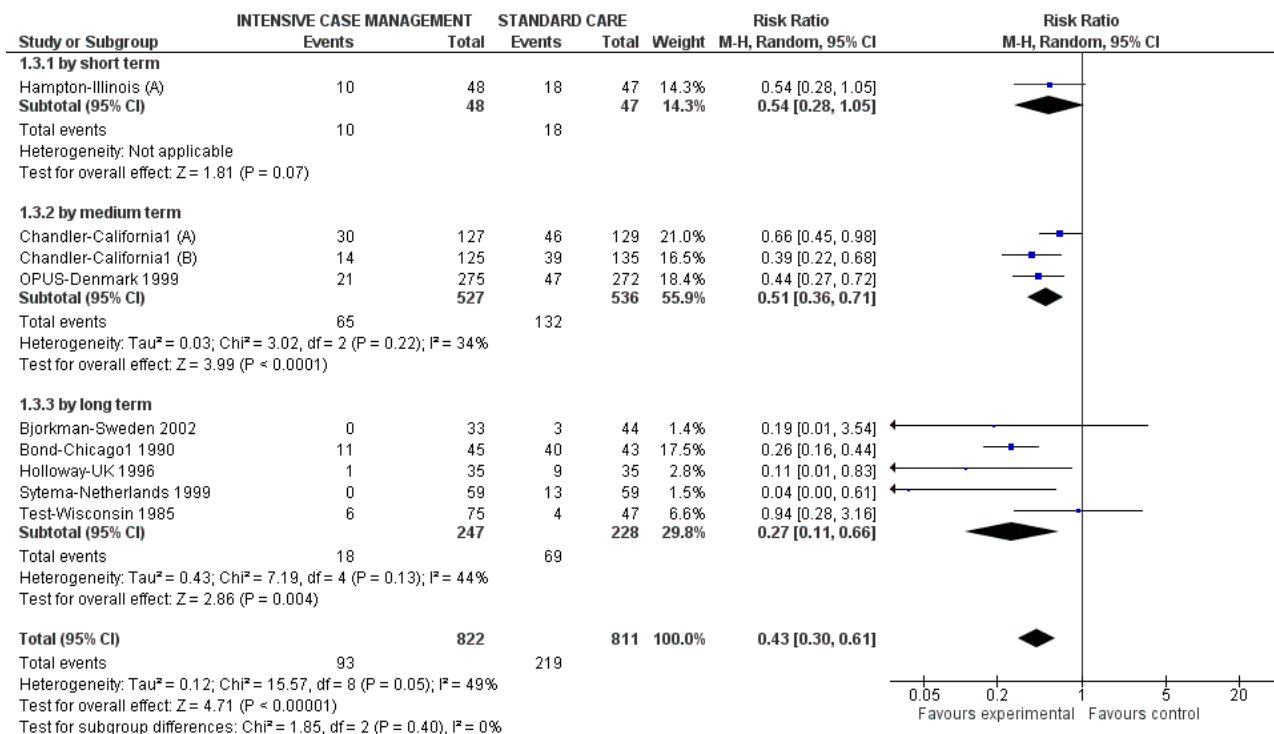 INTENSIVE CASE MANAGEMENT STANDARD CARE Risk Ratio Risk Ratio
Study or Subgroup Events Total Events Total Weight M-H, Random, 95% CI M-H, Random, 95% CI
1.3.1 by short term
Hampton-Illinois (A) 10 48 18 47 14.3% 0.54 [0.28, 1.05]
Subtotal (95% CI) 48 47 14.3% 0.54 [0.28, 1.05]
Total events 10 18
Heterogeneity: Not applicable
Test for overall effect: Z = 1.81 (P = 0.07)
1.3.2 by medium term
Chandler-California1 (A) 30 127 46 129 21.0% 0.66 [0.45, 0.98]
Chandler-California1 (B) 14 125 39 135 16.5% 0.39 [0.22, 0.68]
OPUS-Denmark 1999 21 275 47 272 18.4% 0.44 [0.27, 0.72]
Subtotal (95% CI) 527 536 55.9% 0.51 [0.36, 0.71]
Total events 65 132
Heterogeneity: Tau² = 0.03; Chi² = 3.02, df = 2 (P = 0.22); I² = 34%
Test for overall effect: Z = 3.99 (P < 0.0001)
1.3.3 by long term
Bjorkman-Sweden 2002 0 33 3 44 1.4% 0.19 [0.01, 3.54]
Bond-Chicago1 1990 11 45 40 43 17.5% 0.26 [0.16, 0.44]
Holloway-UK 1996 1 35 9 35 2.8% 0.11 [0.01, 0.83]
Sytema-Netherlands 1999 0 59 13 59 1.5% 0.04 [0.00, 0.61]
Test-Wisconsin 1985 6 75 4 47 6.6% 0.94 [0.28, 3.16]
Subtotal (95% CI) 247 228 29.8% 0.27 [0.11, 0.66]
Total events 18 69
Heterogeneity: Tau² = 0.43; Chi² = 7.19, df = 4 (P = 0.13); I² = 44%
Test for overall effect: Z = 2.86 (P = 0.004)
Total (95% CI) 822 811 100.0% 0.43 [0.30, 0.61]
Total events 93 219
Heterogeneity: Tau² = 0.12; Chi² = 15.57, df = 8 (P = 0.05); I² = 49%
Test for overall effect: Z = 4.71 (P < 0.00001)
Test for subgroup differences: Chi² = 1.85, df = 2 (P = 0.40), I² = 0%
0.05 0.2 1 5 20
Favours experimental Favours control